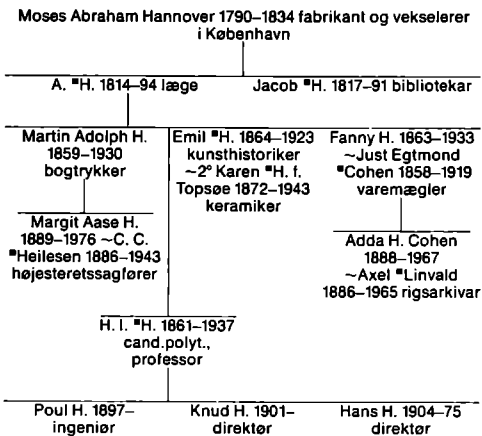 Moses Abraham Hannover 1790–1834 fabrikant og vekselerer
i København
A. ■H. 1814–94 læge
Jacob ■H. 1817–91 bibliotekar
Martin Adolph H.
1859–1930
bogtrykker
Emil ■H. 1864–1923
kunsthistoriker
~2° Karen ■H. f.
Topsøe 1872–1943
keramiker
Fanny H. 1863–1933
~Just Egtmond
■Cohen 1858–1919
varemægler
Margit Aase H.
1889–1976 ~C. C.
■Heilesen 1886–1943
højesteretssagfører
Adda H. Cohen
1888–1967
~Axel ■Linvald
1886–1965 rigsarkivar
H. I. ■H. 1861–1937
cand.polyt.,
professor
Poul H. 1897–
ingeniør
Knud H. 1901–
direktør
Hans H. 1904–75
direktør